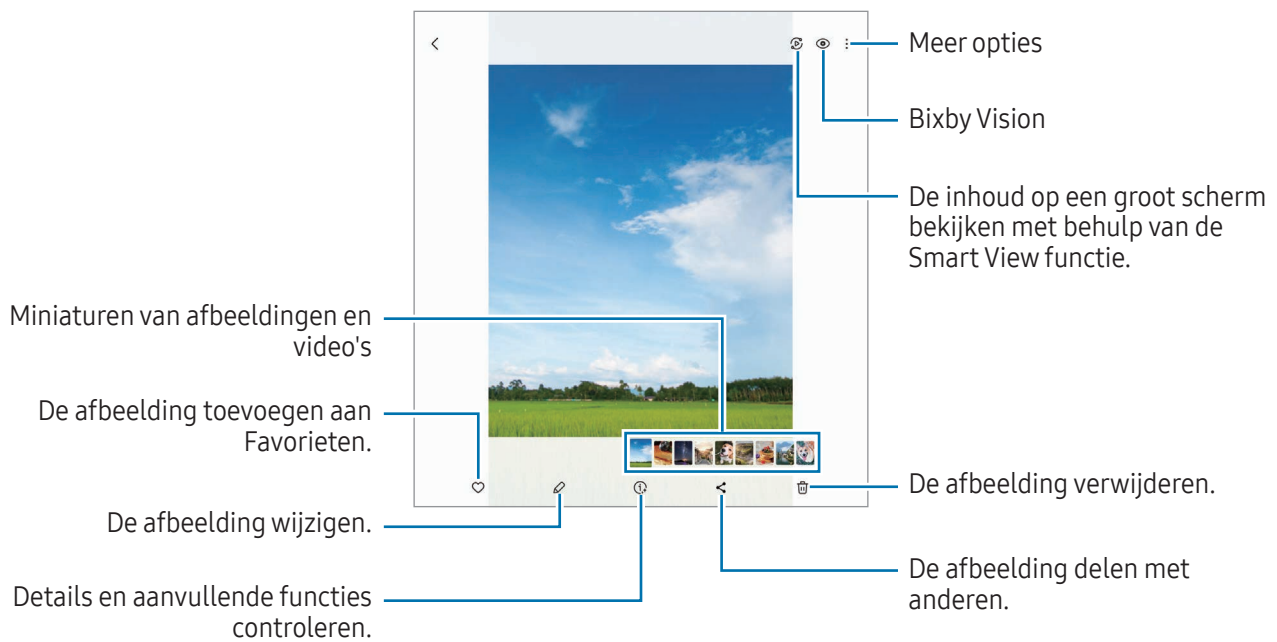 Meer opties
Bixby Vision
De inhoud op een groot scherm
bekijken met behulp van de
Smart View functie.
Miniaturen van afbeeldingen en
video's
De afbeelding toevoegen aan
Favorieten.
De afbeelding verwijderen.
De afbeelding wijzigen.
De afbeelding delen met
anderen.
Details en aanvullende functies
controleren.